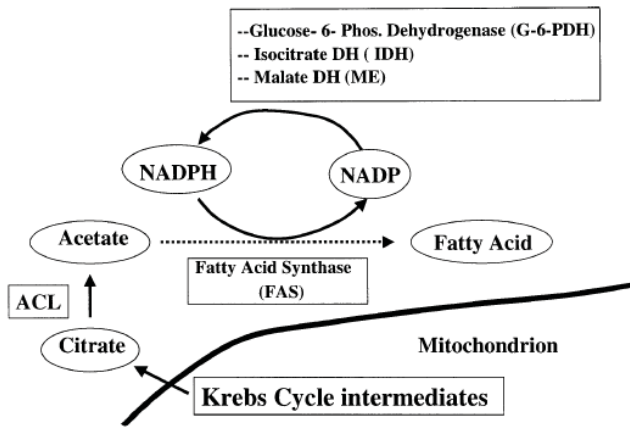 --Glucose- 6- Phos. Dehydrogenase (G-6-PDH)
-- Isocitrate DH ( IDH)
-- Malate DH (ME)
NADPH
NADP
Acetate
Fatty Acid
Fatty Acid Synthase
(FAS)
ACL
Citrate
Mitochondrion
Krebs Cycle intermediates